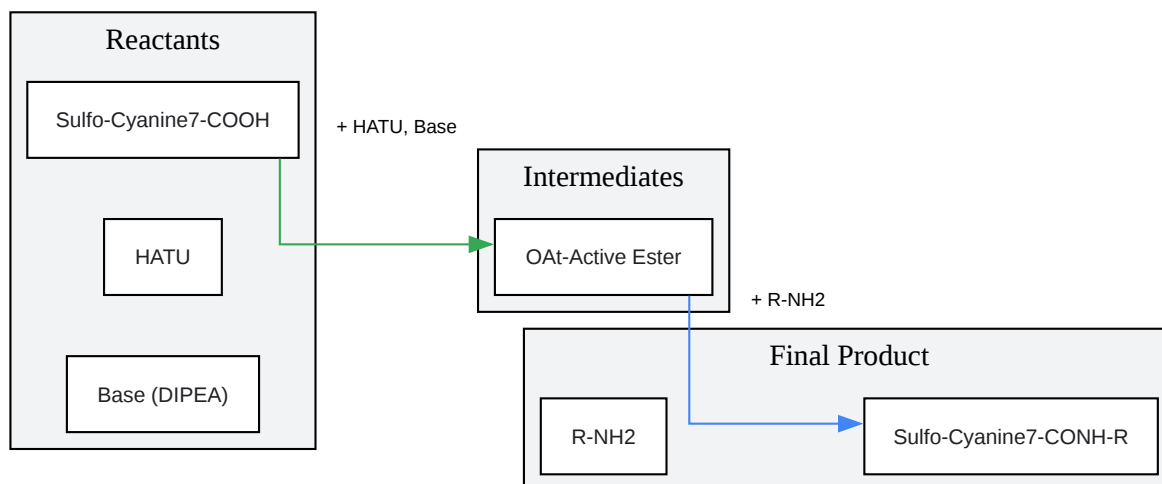 Reactants
Sulfo-Cyanine7-COOH
+ HATU, Base
HATU
Base (DIPEA)
Intermediates
OAt-Active Ester
+ R-NH2
Final Product
R-NH2
Sulfo-Cyanine7-CONH-R